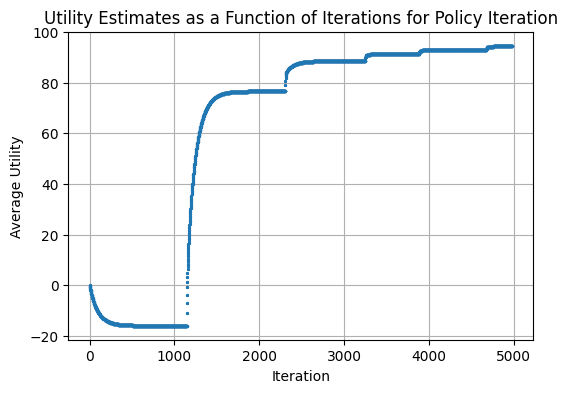 Utility Estimates as a Function of Iterations for Policy Iteration
100
80
60
40
20
0
−20
Average Utility
0 1000 2000 3000 4000 5000
Iteration